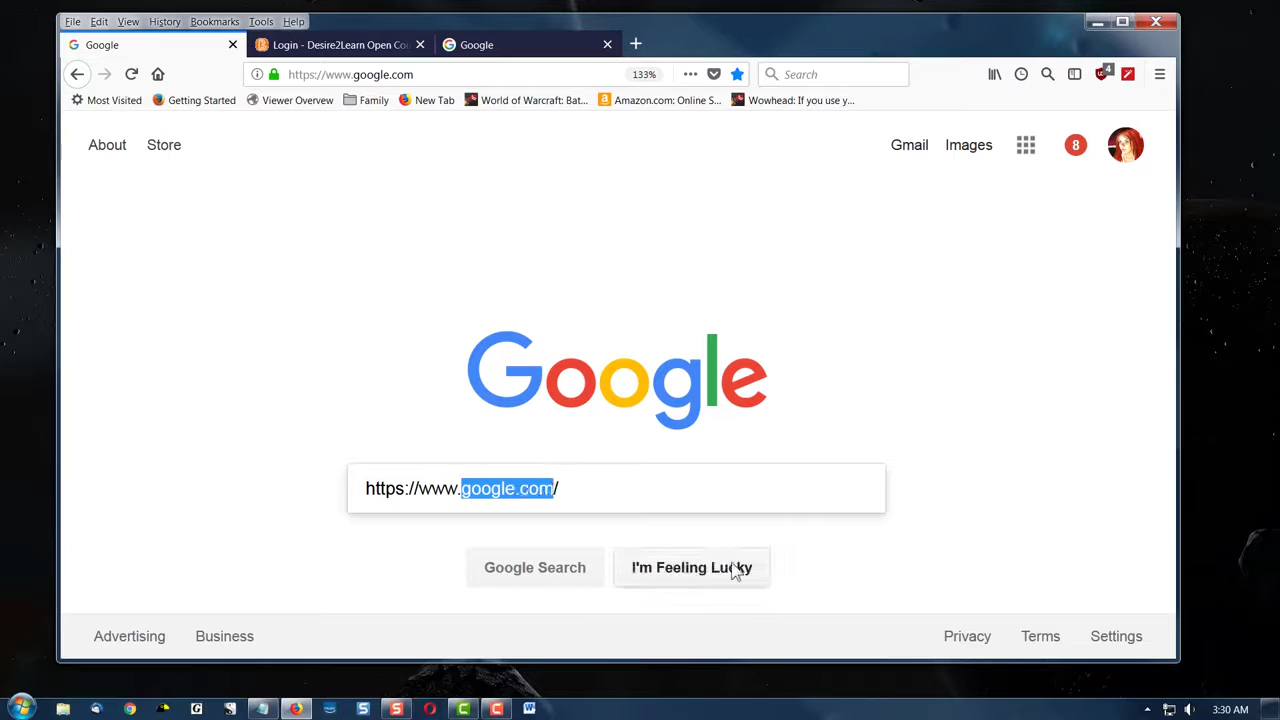 File Edit View History Bookmarks Tools Help
Google Login - Desire2Learn Open Cou Google
https://www.google.com 133% Search 4
Most Visited Getting Started Viewer Overvew Family New Tab World of Warcraft: Bat... Amazon.com: Online S... Wowhead: If you use y...
About Store Gmail Images 8
Google
https://www.google.com/
Google Search I'm Feeling Lucky
Advertising Business Privacy Terms Settings
3:30 AM